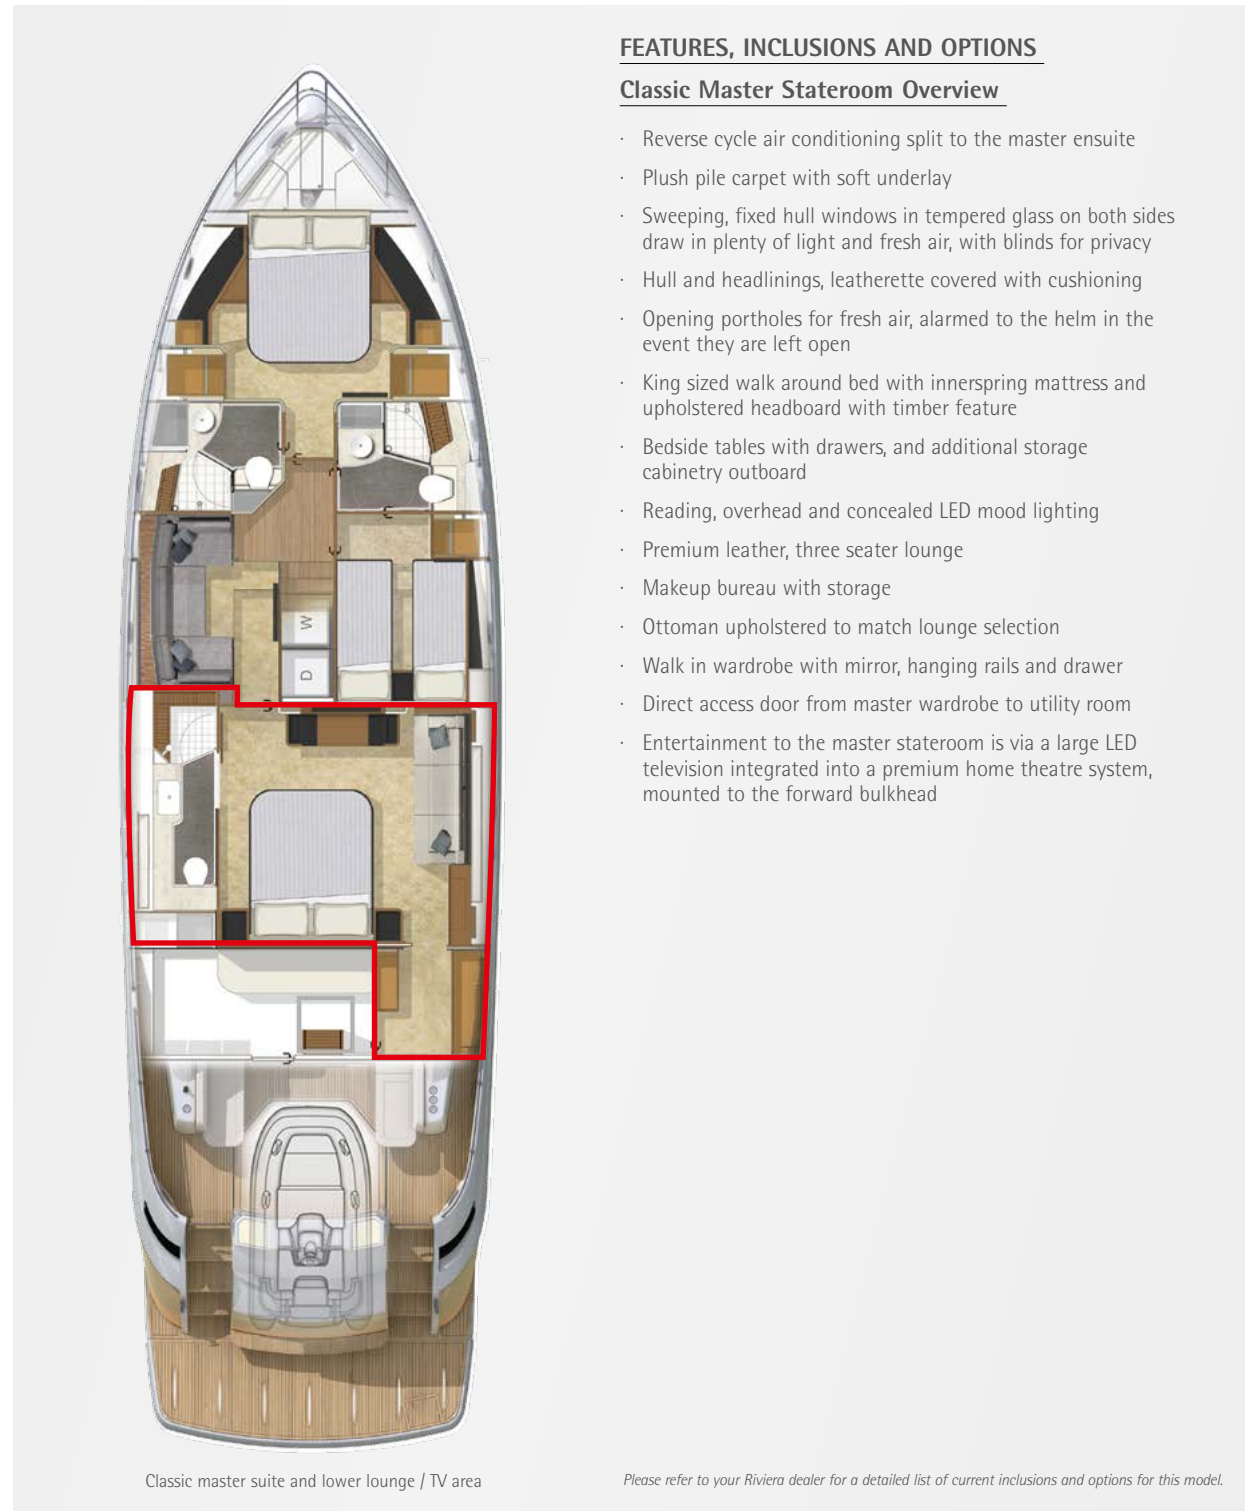 FEATURES, INCLUSIONS AND OPTIONS
Classic Master Stateroom Overview
· Reverse cycle air conditioning split to the master ensuite
· Plush pile carpet with soft underlay
· Sweeping, fixed hull windows in tempered glass on both sides
draw in plenty of light and fresh air, with blinds for privacy
· Hull and headlinings, leatherette covered with cushioning
· Opening portholes for fresh air, alarmed to the helm in the
event they are left open
· King sized walk around bed with innerspring mattress and
upholstered headboard with timber feature
· Bedside tables with drawers, and additional storage
cabinetry outboard
· Reading, overhead and concealed LED mood lighting
· Premium leather, three seater lounge
· Makeup bureau with storage
· Ottoman upholstered to match lounge selection
· Walk in wardrobe with mirror, hanging rails and drawer
· Direct access door from master wardrobe to utility room
· Entertainment to the master stateroom is via a large LED
television integrated into a premium home theatre system,
mounted to the forward bulkhead
W
D
Classic master suite and lower lounge / TV area
Please refer to your Riviera dealer for a detailed list of current inclusions and options for this model.